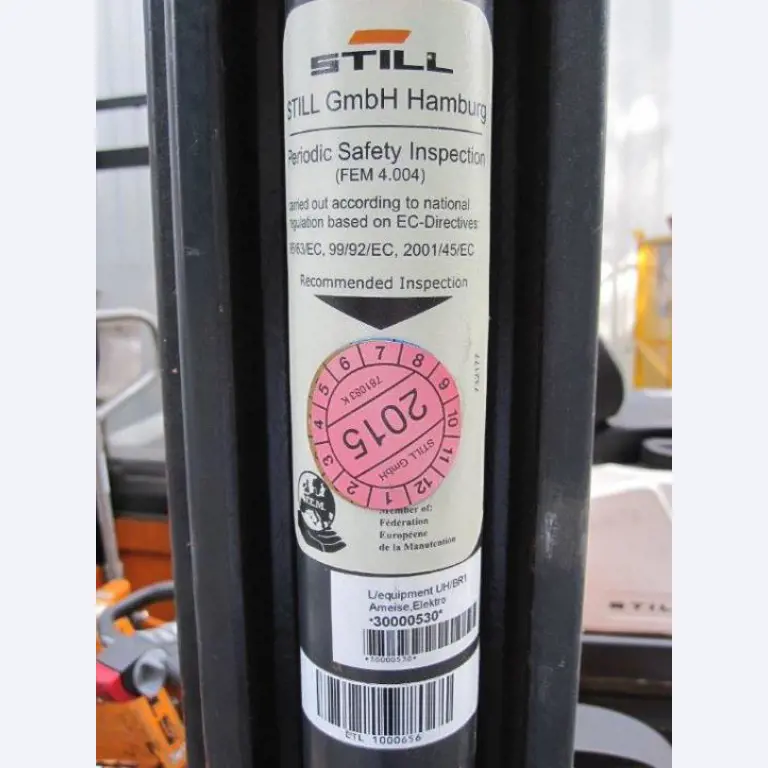 STILL
STILL GmbH Hamburg
Periodic Safety Inspection
(FEM 4.004)
carried out according to national
regulation based on EC-Directives:
/63/EC, 99/92/EC, 2001/45/EC
Recommended Inspection
1 2 3 4 5 6 7 8 9 10 11 12
781083 K
2015
STILL GmbH
F.E.M.
Member of:
Fédération
Européene
de la Manutention
L/equipment UH/BR1
Ameise,Elektro
*30000530*
*30000530*
ETL 1000656
STILL